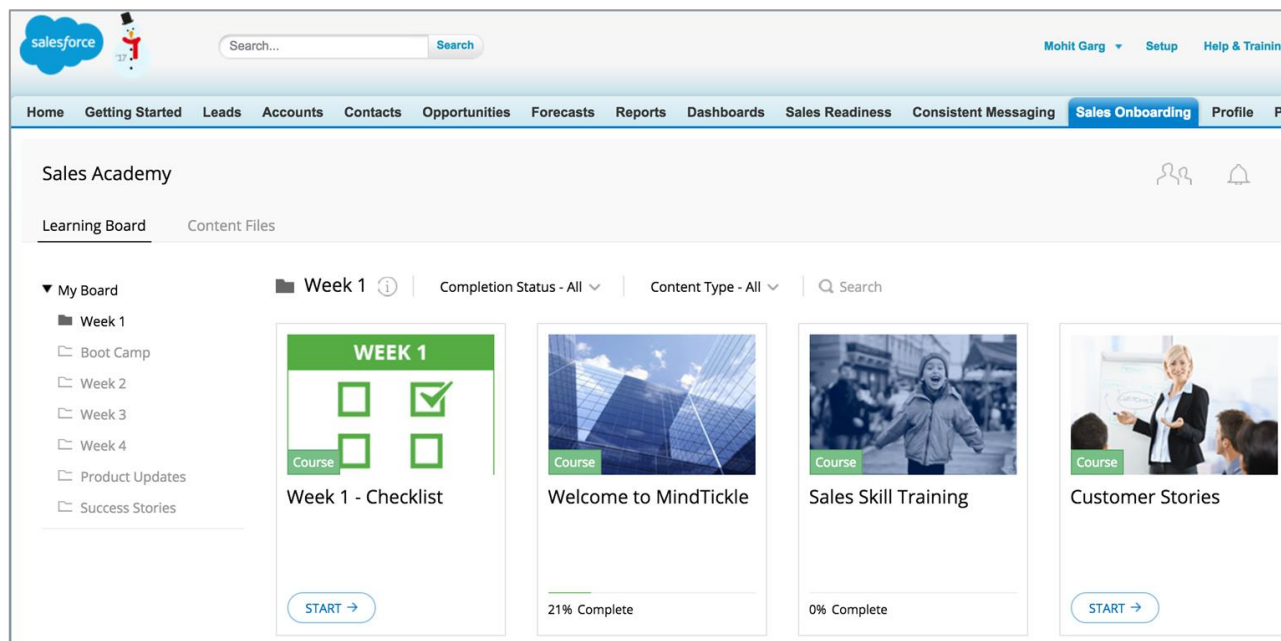 salesforce
'17
Search... Search
Mohit Garg Setup Help & Trainin
Home Getting Started Leads Accounts Contacts Opportunities Forecasts Reports Dashboards Sales Readiness Consistent Messaging Sales Onboarding Profile P
Sales Academy
Learning Board Content Files
My Board
Week 1
Boot Camp
Week 2
Week 3
Week 4
Product Updates
Success Stories
Week 1 Completion Status - All Content Type - All Search
WEEK 1
Course
Week 1 - Checklist
START →
Course
Welcome to MindTickle
21% Complete
Course
Sales Skill Training
0% Complete
Course
Customer Stories
START →